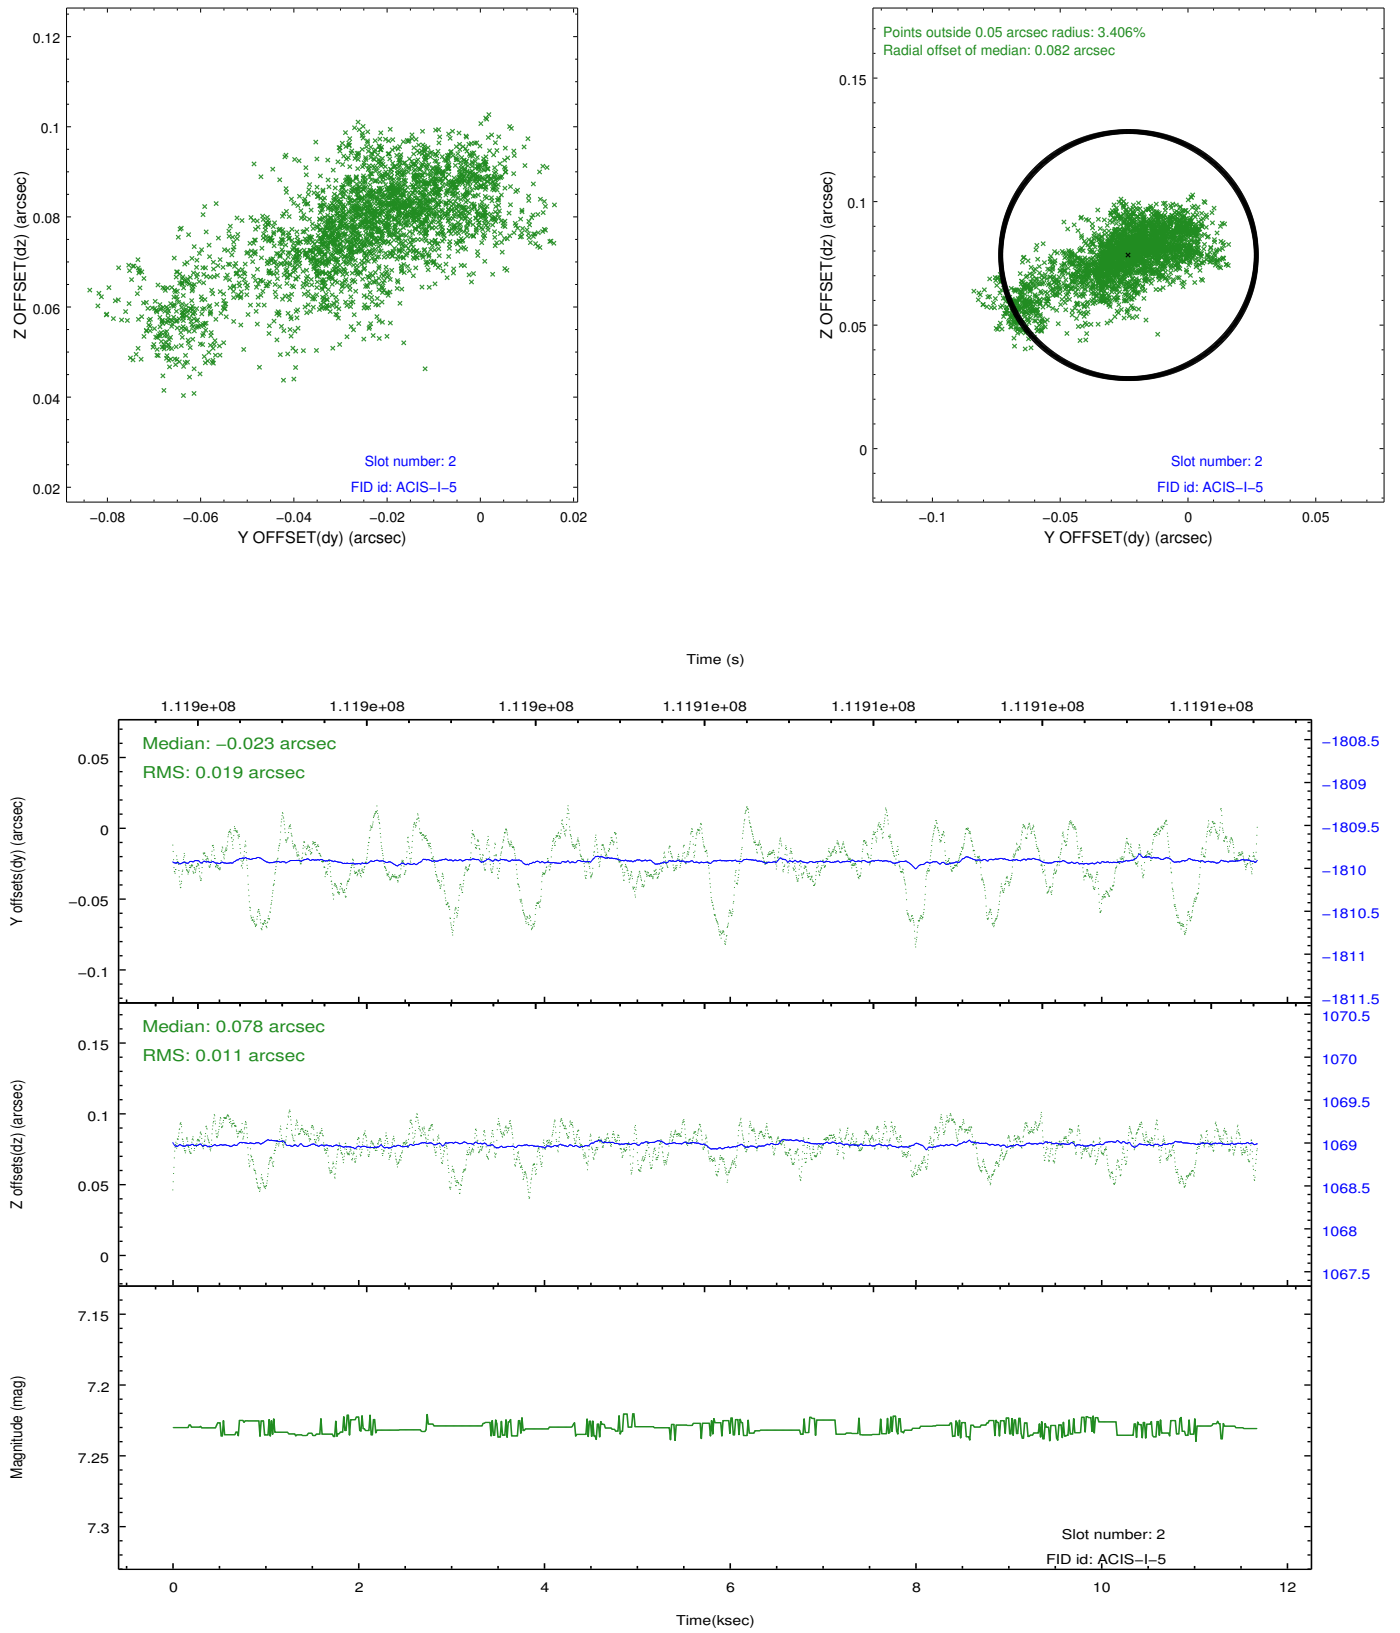 0.12
0.1
0.08
0.06
0.04
0.02
Z OFFSET(dz) (arcsec)
Slot number: 2
FID id: ACIS−I−5
−0.08
−0.06
−0.04
−0.02
0
0.02
Y OFFSET(dy) (arcsec)
Points outside 0.05 arcsec radius: 3.406%
Radial offset of median: 0.082 arcsec
0.15
0.1
0.05
0
Z OFFSET(dz) (arcsec)
Slot number: 2
FID id: ACIS−I−5
−0.1
−0.05
0
0.05
Y OFFSET(dy) (arcsec)
Time (s)
1.119e+08
1.119e+08
1.119e+08
1.1191e+08
1.1191e+08
1.1191e+08
1.1191e+08
Median: −0.023 arcsec
RMS: 0.019 arcsec
0.05
0
−0.05
−0.1
Y offsets(dy) (arcsec)
−1808.5
−1809
−1809.5
−1810
−1810.5
−1811
−1811.5
Median: 0.078 arcsec
RMS: 0.011 arcsec
0.15
0.1
0.05
0
Z offsets(dz) (arcsec)
1070.5
1070
1069.5
1069
1068.5
1068
1067.5
7.15
7.2
7.25
7.3
Magnitude (mag)
Slot number: 2
FID id: ACIS−I−5
0
2
4
6
8
10
12
Time(ksec)